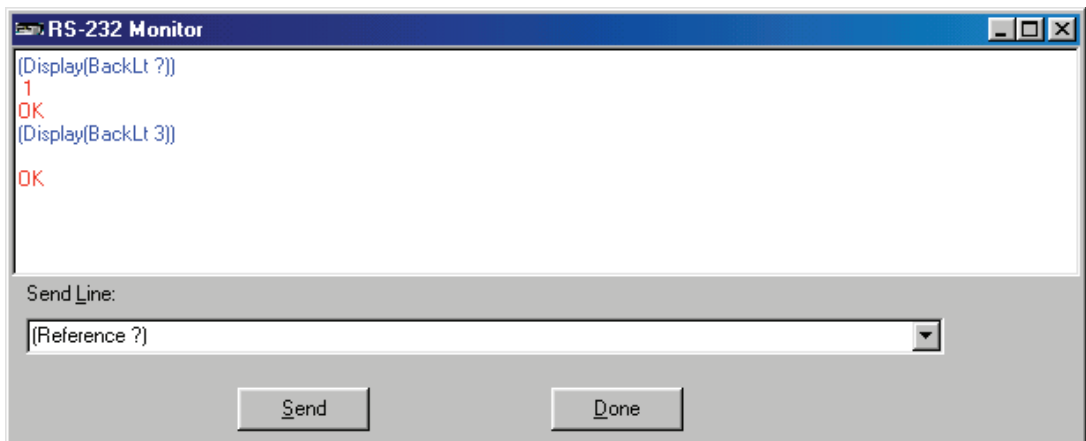 RS-232 Monitor
(Display(BackLt ?))
1
OK
(Display(BackLt 3))
OK
Send Line:
(Reference ?)
Send
Done